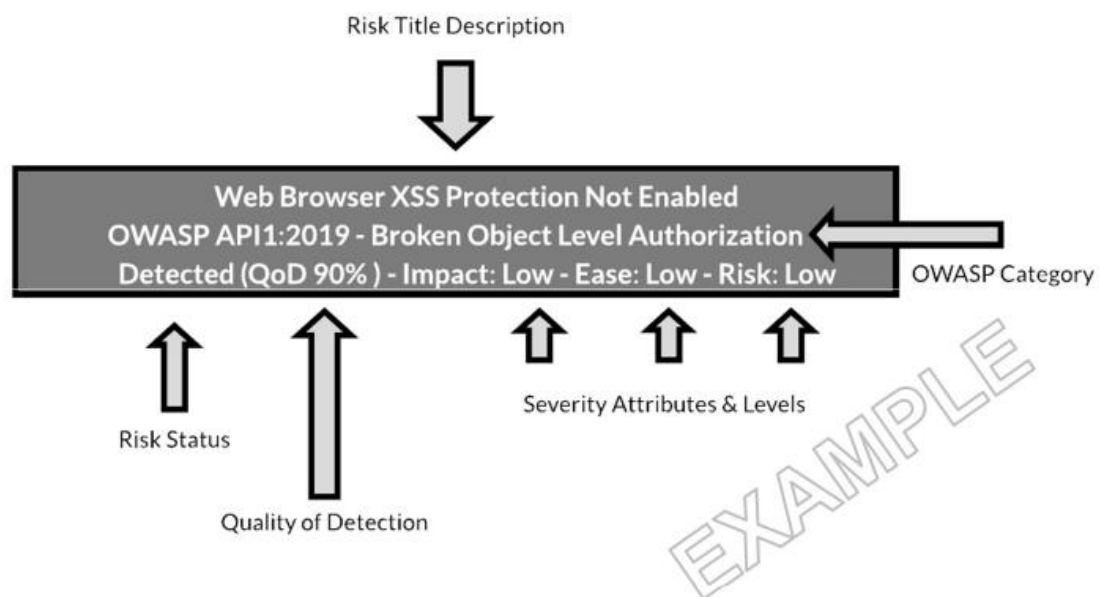 Risk Title Description
Web Browser XSS Protection Not Enabled
OWASP API1:2019 - Broken Object Level Authorization
Detected (QoD 90% ) - Impact: Low - Ease: Low - Risk: Low
OWASP Category
Severity Attributes & Levels
Risk Status
Quality of Detection
EXAMPLE